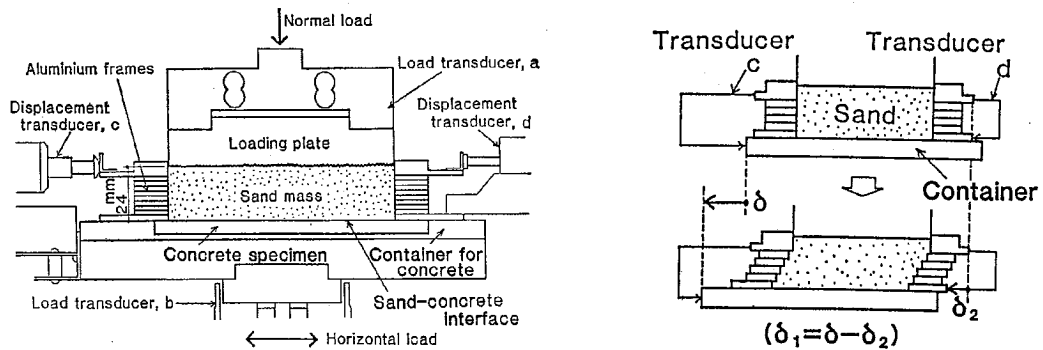 Normal load
Aluminium frames
Load transducer, a
Displacement
transducer, c
Displacement
transducer, d
Loading plate
24 mm
Sand mass
Concrete specimen
Container for
concrete
Load transducer, b
Sand-concrete
interface
Horizontal load
Transducer
c
Transducer
d
Sand
Container
δ
δ₂
(δ₁=δ−δ₂)